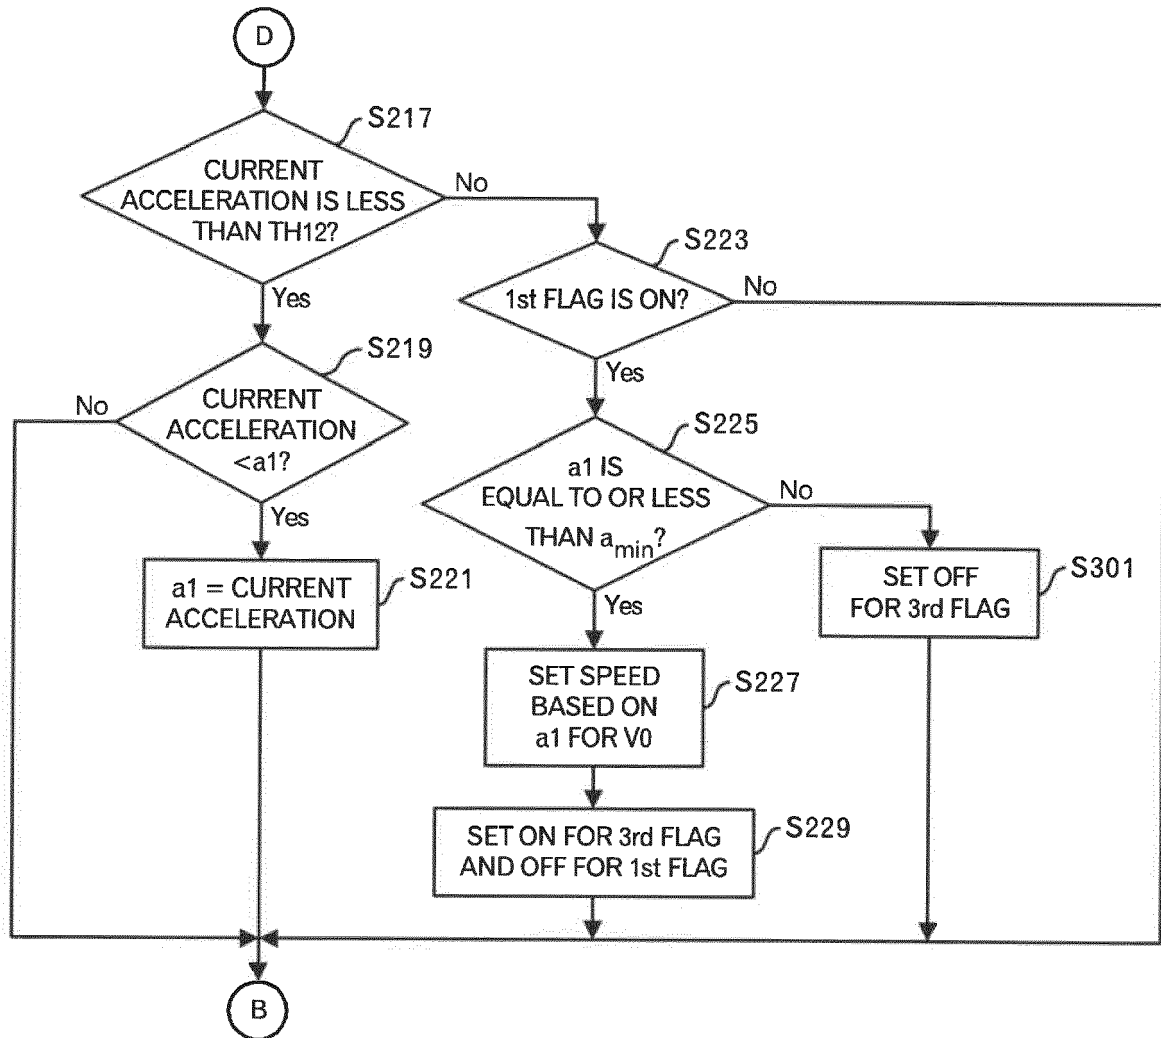 D
S217
CURRENT
ACCELERATION IS LESS
THAN TH12?
No
Yes
S223
1st FLAG IS ON?
No
Yes
S219
CURRENT
ACCELERATION
<a1?
No
Yes
S225
a1 IS
EQUAL TO OR LESS
THAN amin?
No
Yes
S221
a1 = CURRENT
ACCELERATION
S301
SET OFF
FOR 3rd FLAG
S227
SET SPEED
BASED ON
a1 FOR V0
S229
SET ON FOR 3rd FLAG
AND OFF FOR 1st FLAG
B